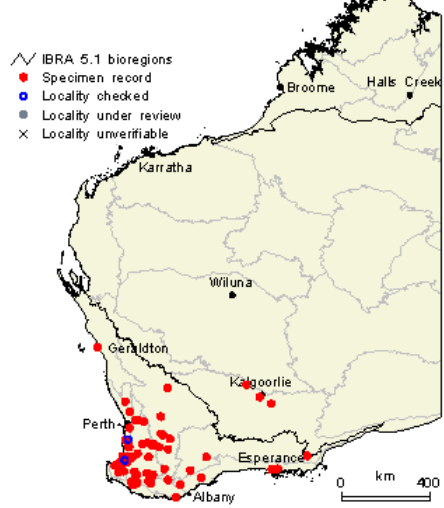 IBRA 5.1 bioregions
Specimen record
Locality checked
Locality under review
Locality unverifiable
Broome
Halls Creek
Karratha
Wiluna
Geraldton
Kalgoorlie
Perth
Esperance
Albany
km
0 400